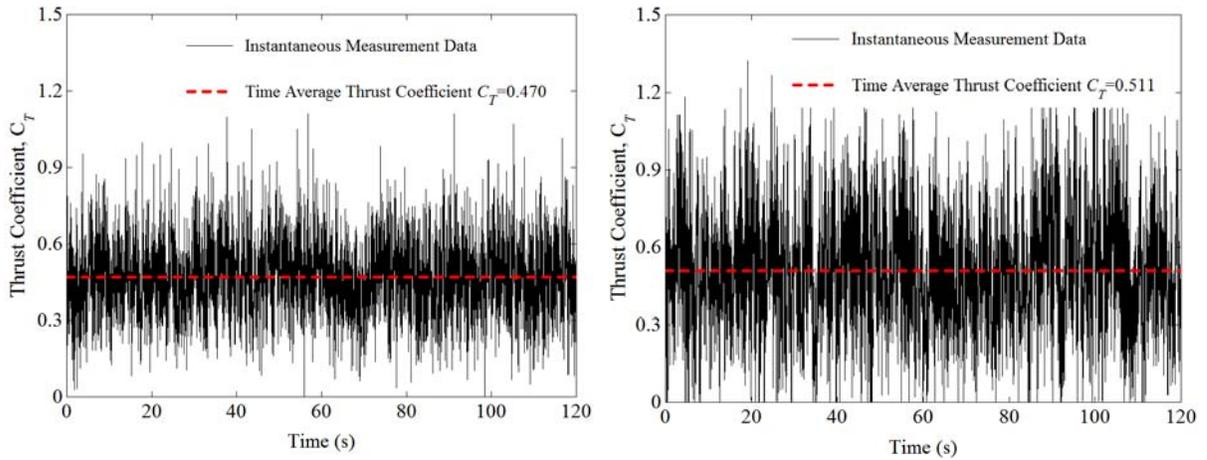 1.5
Instantaneous Measurement Data
Time Average Thrust Coefficient C_T=0.470
1.2
0.9
0.6
0.3
0
Thrust Coefficient, C_T
0 20 40 60 80 100 120
Time (s)
1.5
Instantaneous Measurement Data
Time Average Thrust Coefficient C_T=0.511
1.2
0.9
0.6
0.3
0
Thrust Coefficient, C_T
0 20 40 60 80 100 120
Time (s)